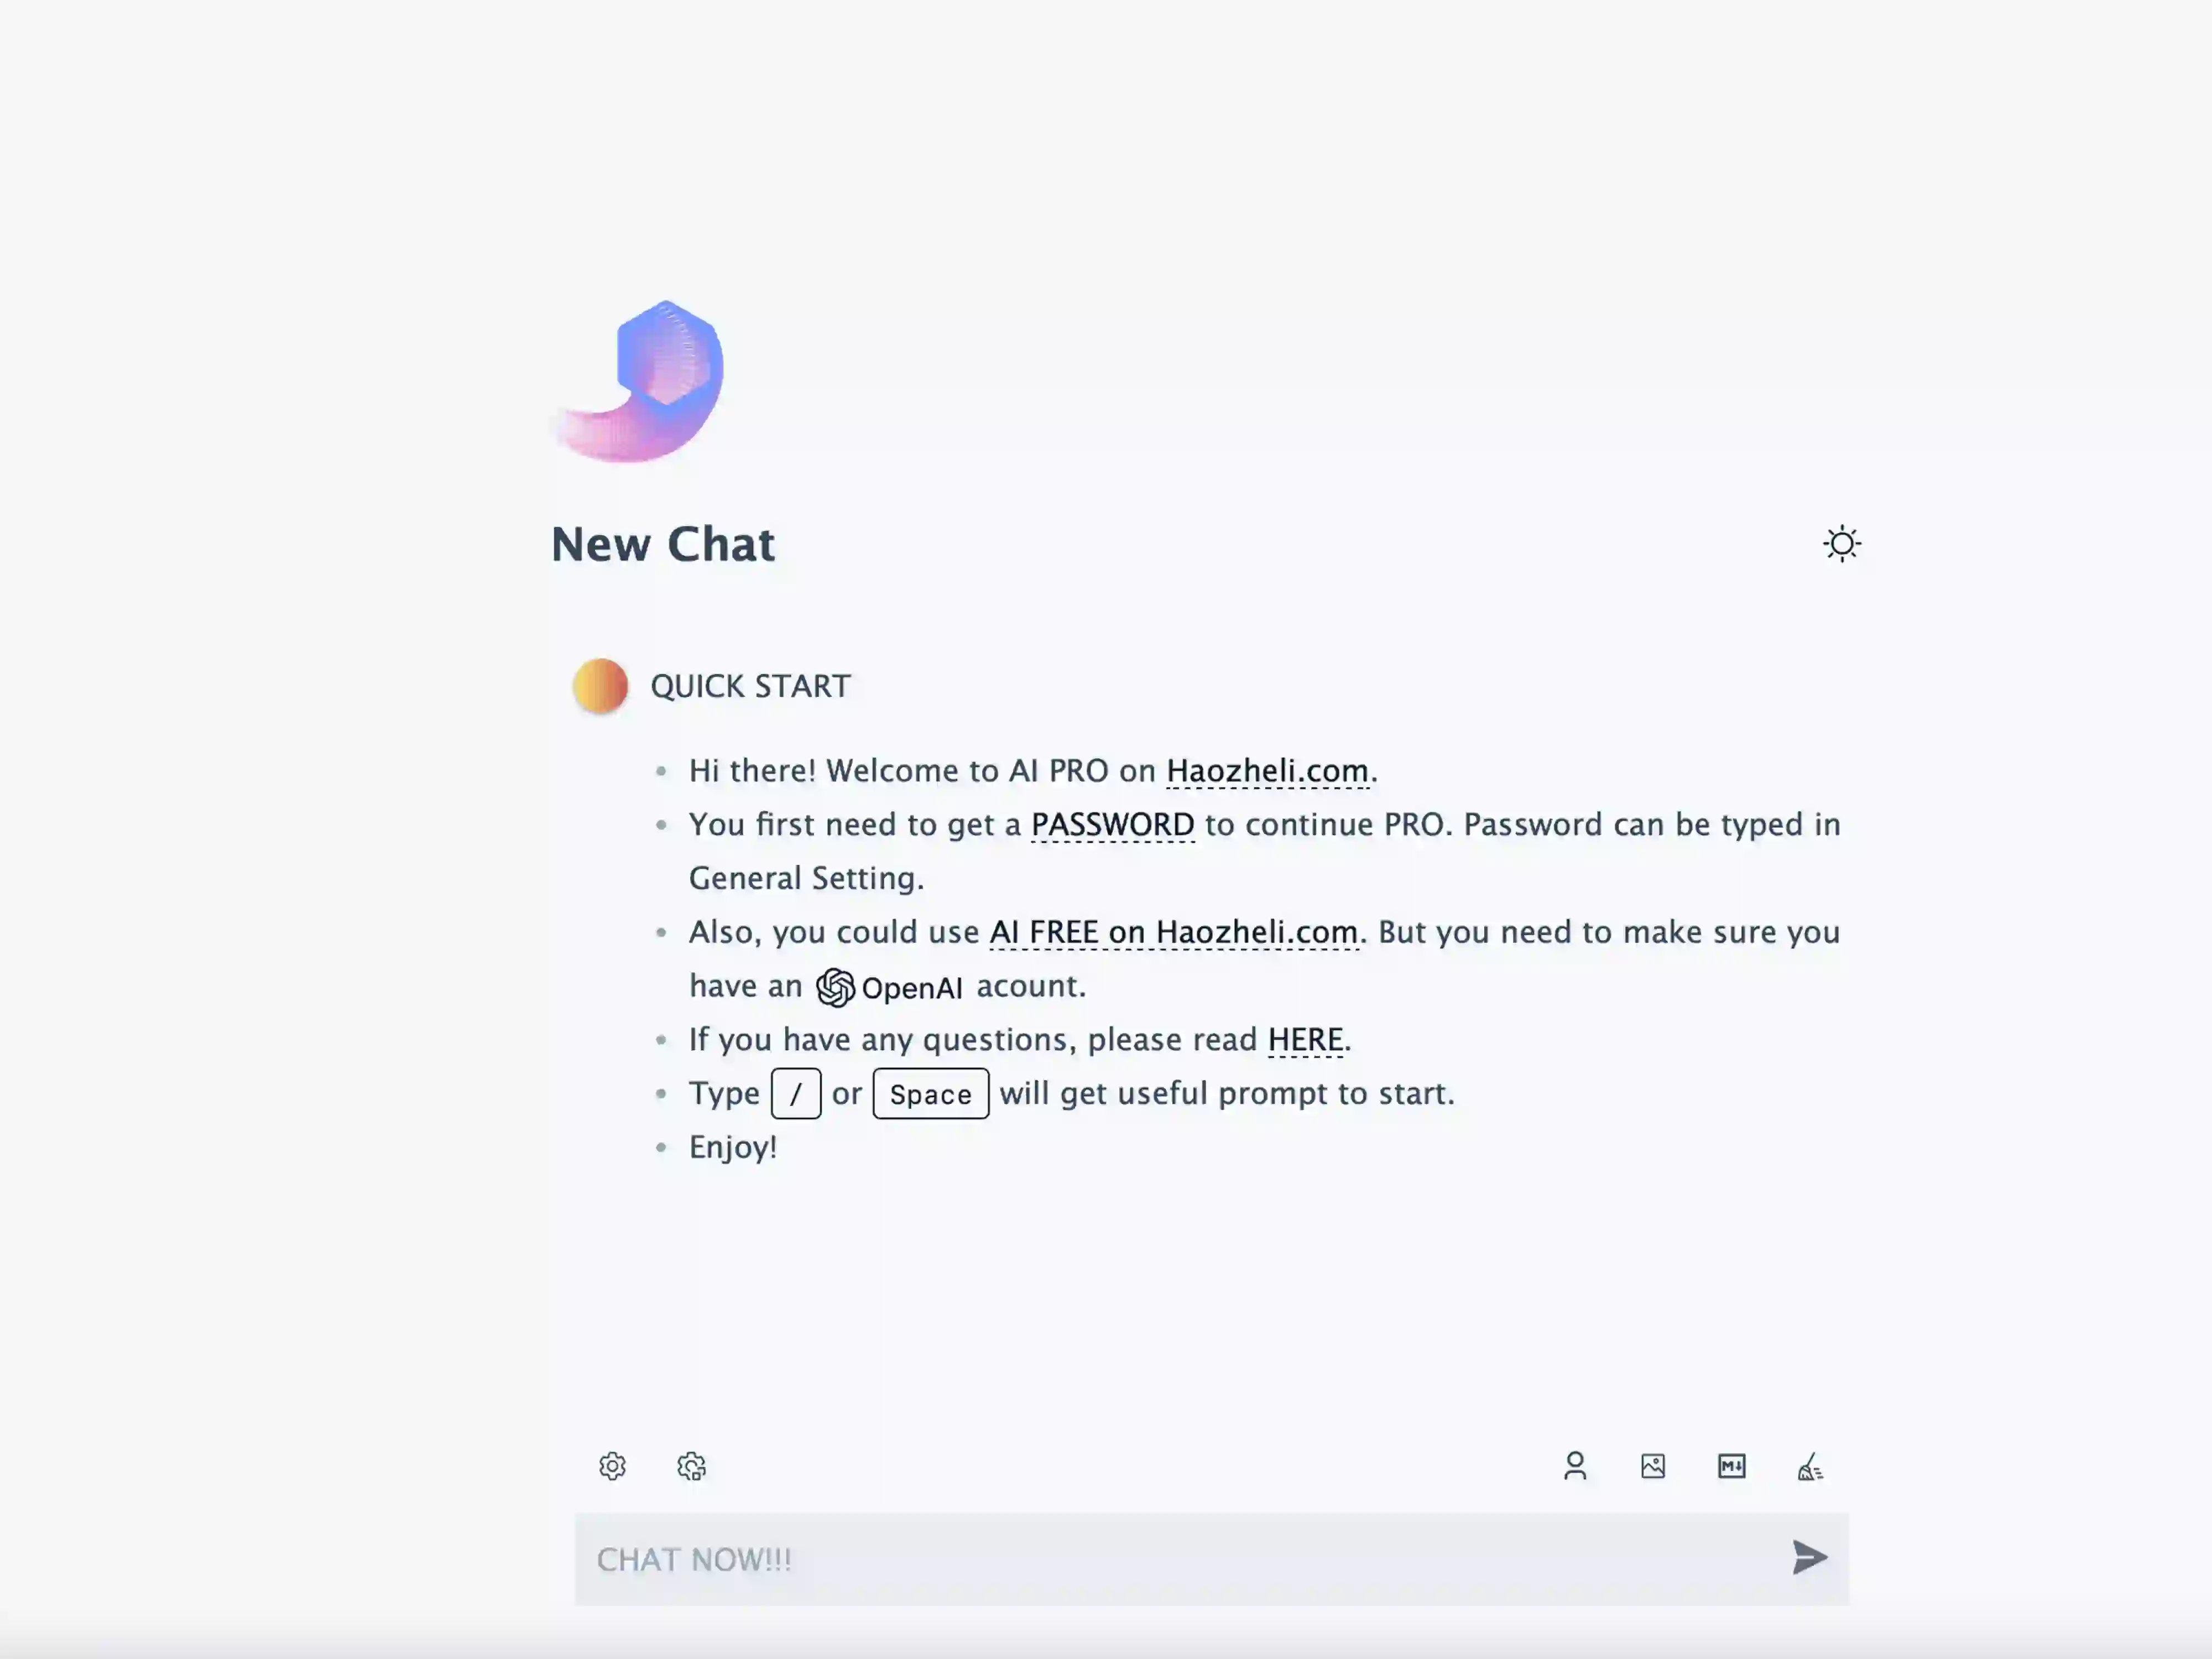 New Chat
QUICK START
Hi there! Welcome to AI PRO on Haozheli.com.
You first need to get a PASSWORD to continue PRO. Password can be typed in
General Setting.
Also, you could use AI FREE on Haozheli.com. But you need to make sure you
have an OpenAI acount.
If you have any questions, please read HERE.
Type / or Space will get useful prompt to start.
Enjoy!
M↓
CHAT NOW!!!